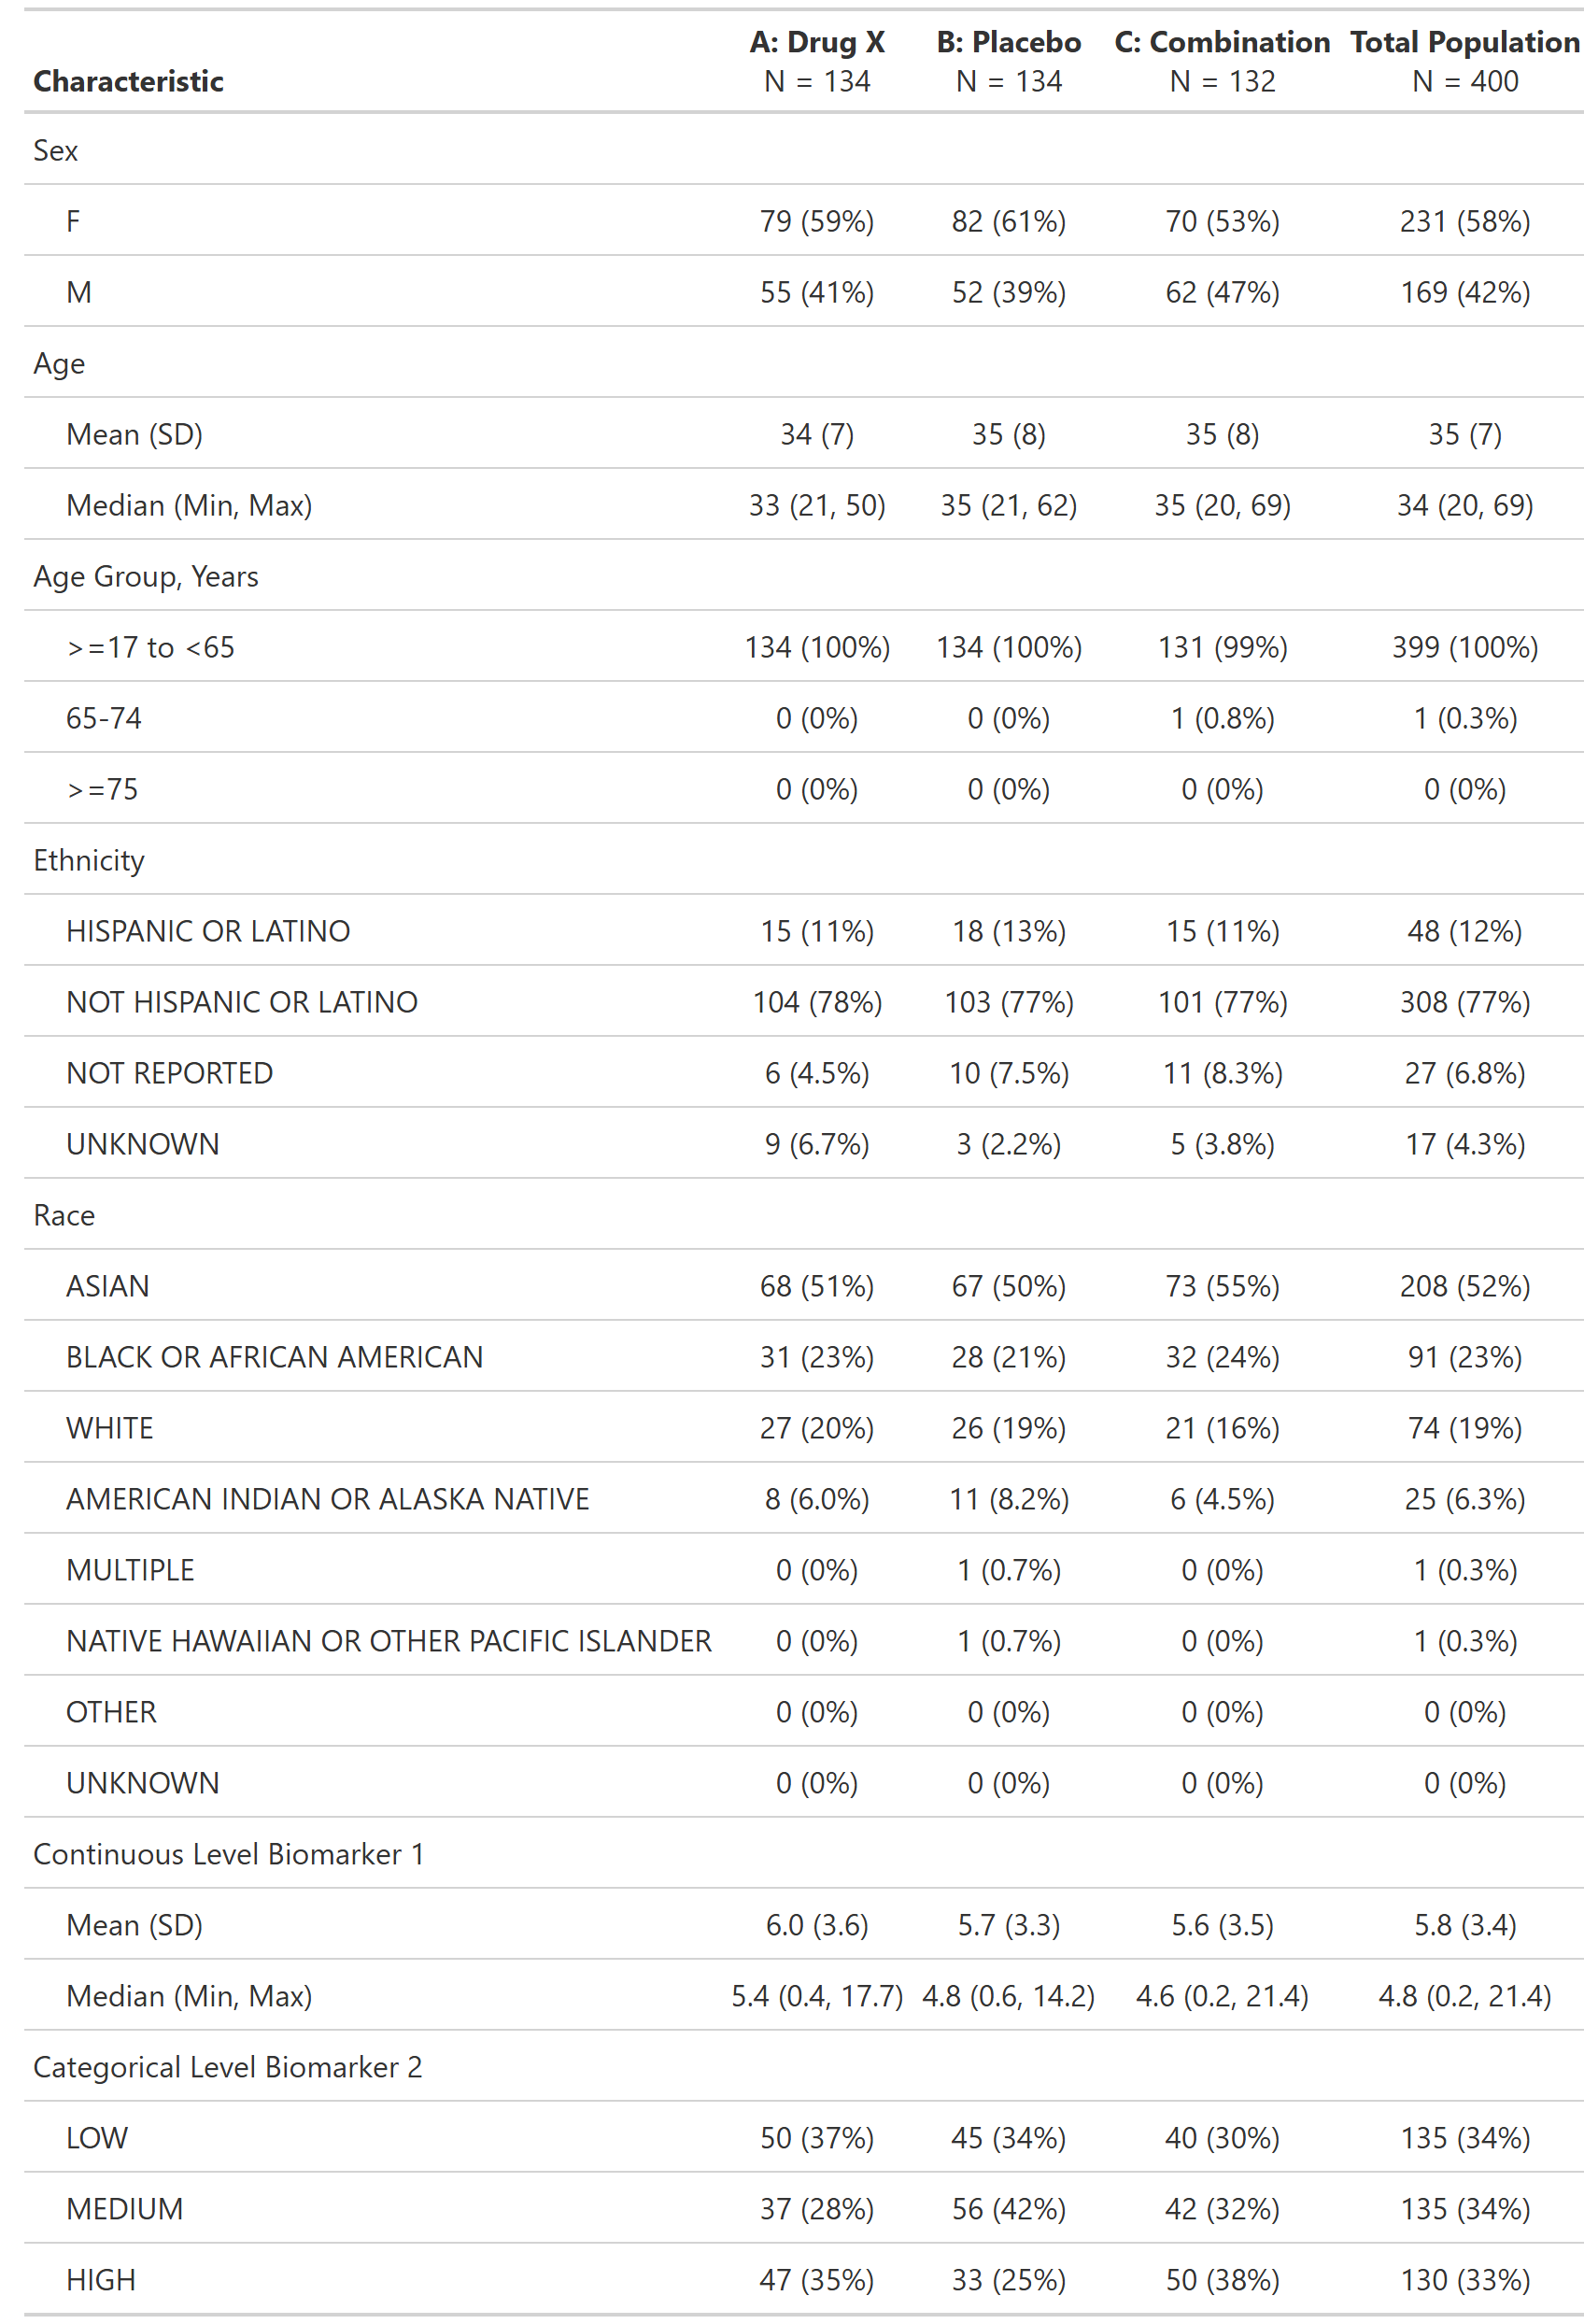 A: Drug X B: Placebo C: Combination Total Population
Characteristic N = 134 N = 134 N = 132 N = 400
Sex
F 79 (59%) 82 (61%) 70 (53%) 231 (58%)
M 55 (41%) 52 (39%) 62 (47%) 169 (42%)
Age
Mean (SD) 34 (7) 35 (8) 35 (8) 35 (7)
Median (Min, Max) 33 (21, 50) 35 (21, 62) 35 (20, 69) 34 (20, 69)
Age Group, Years
>=17 to <65 134 (100%) 134 (100%) 131 (99%) 399 (100%)
65-74 0 (0%) 0 (0%) 1 (0.8%) 1 (0.3%)
>=75 0 (0%) 0 (0%) 0 (0%) 0 (0%)
Ethnicity
HISPANIC OR LATINO 15 (11%) 18 (13%) 15 (11%) 48 (12%)
NOT HISPANIC OR LATINO 104 (78%) 103 (77%) 101 (77%) 308 (77%)
NOT REPORTED 6 (4.5%) 10 (7.5%) 11 (8.3%) 27 (6.8%)
UNKNOWN 9 (6.7%) 3 (2.2%) 5 (3.8%) 17 (4.3%)
Race
ASIAN 68 (51%) 67 (50%) 73 (55%) 208 (52%)
BLACK OR AFRICAN AMERICAN 31 (23%) 28 (21%) 32 (24%) 91 (23%)
WHITE 27 (20%) 26 (19%) 21 (16%) 74 (19%)
AMERICAN INDIAN OR ALASKA NATIVE 8 (6.0%) 11 (8.2%) 6 (4.5%) 25 (6.3%)
MULTIPLE 0 (0%) 1 (0.7%) 0 (0%) 1 (0.3%)
NATIVE HAWAIIAN OR OTHER PACIFIC ISLANDER 0 (0%) 1 (0.7%) 0 (0%) 1 (0.3%)
OTHER 0 (0%) 0 (0%) 0 (0%) 0 (0%)
UNKNOWN 0 (0%) 0 (0%) 0 (0%) 0 (0%)
Continuous Level Biomarker 1
Mean (SD) 6.0 (3.6) 5.7 (3.3) 5.6 (3.5) 5.8 (3.4)
Median (Min, Max) 5.4 (0.4, 17.7) 4.8 (0.6, 14.2) 4.6 (0.2, 21.4) 4.8 (0.2, 21.4)
Categorical Level Biomarker 2
LOW 50 (37%) 45 (34%) 40 (30%) 135 (34%)
MEDIUM 37 (28%) 56 (42%) 42 (32%) 135 (34%)
HIGH 47 (35%) 33 (25%) 50 (38%) 130 (33%)